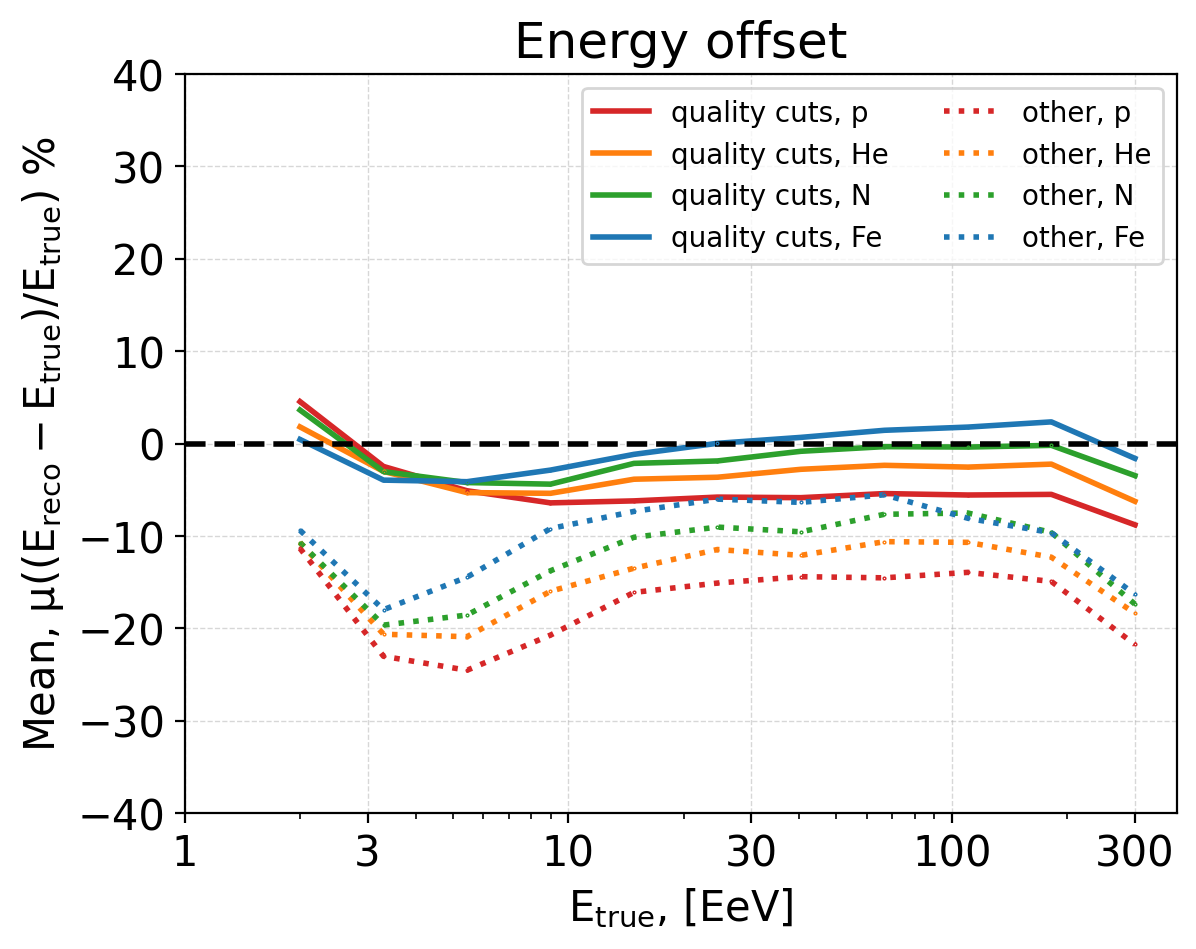 Energy offset
Mean, μ((E_reco − E_true)/E_true) %
40
30
20
10
0
−10
−20
−30
−40
quality cuts, p
quality cuts, He
quality cuts, N
quality cuts, Fe
other, p
other, He
other, N
other, Fe
1 3 10 30 100 300
E_true, [EeV]